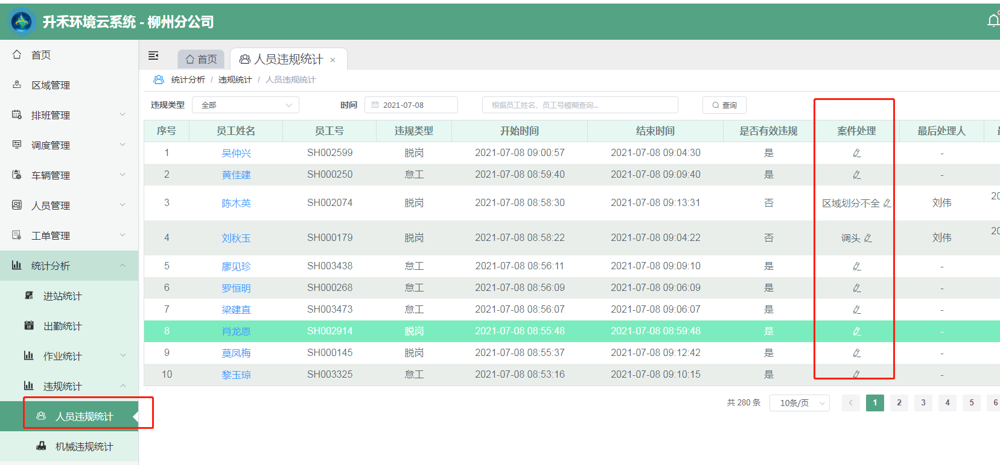 升禾环境云系统 - 柳州分公司
首页
区域管理
排班管理
调度管理
车辆管理
人员管理
工单管理
统计分析
进站统计
出勤统计
作业统计
违规统计
人员违规统计
机械违规统计
首页 人员违规统计 ×
统计分析 / 违规统计 / 人员违规统计
违规类型 全部 时间 2021-07-08 根据员工姓名、员工号模糊查询... 查询
序号 员工姓名 员工号 违规类型 开始时间 结束时间 是否有效违规 案件处理 最后处理人
1 吴仲兴 SH002599 脱岗 2021-07-08 09:00:57 2021-07-08 09:04:30 是 -
2 黄佳建 SH000250 怠工 2021-07-08 08:59:40 2021-07-08 09:09:40 是 -
3 陈木英 SH002074 脱岗 2021-07-08 08:58:30 2021-07-08 09:13:31 否 区域划分不全 刘伟 20
4 刘秋玉 SH000179 脱岗 2021-07-08 08:58:22 2021-07-08 09:04:22 否 调头 刘伟 20
5 廖见珍 SH003438 怠工 2021-07-08 08:56:11 2021-07-08 09:09:10 是 -
6 罗恒明 SH000268 怠工 2021-07-08 08:56:09 2021-07-08 09:06:09 是 -
7 梁建直 SH003473 怠工 2021-07-08 08:56:07 2021-07-08 09:06:07 是 -
8 肖龙恩 SH002914 脱岗 2021-07-08 08:55:48 2021-07-08 08:59:48 是 -
9 莫凤梅 SH000145 脱岗 2021-07-08 08:55:37 2021-07-08 09:12:42 是 -
10 黎玉琼 SH003325 怠工 2021-07-08 08:53:16 2021-07-08 09:10:15 是 -
共 280 条 10条/页 < 1 2 3 4 5 6